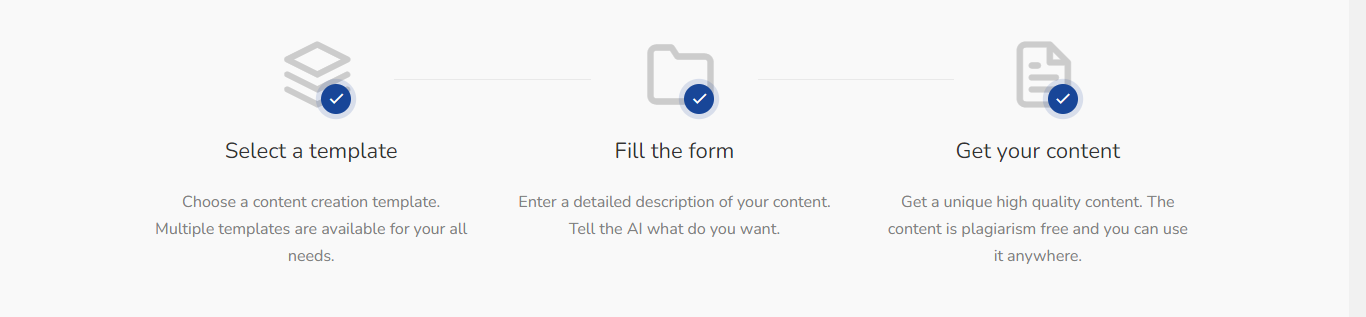 Select a template
Choose a content creation template.
Multiple templates are available for your all
needs.
Fill the form
Enter a detailed description of your content.
Tell the AI what do you want.
Get your content
Get a unique high quality content. The
content is plagiarism free and you can use
it anywhere.